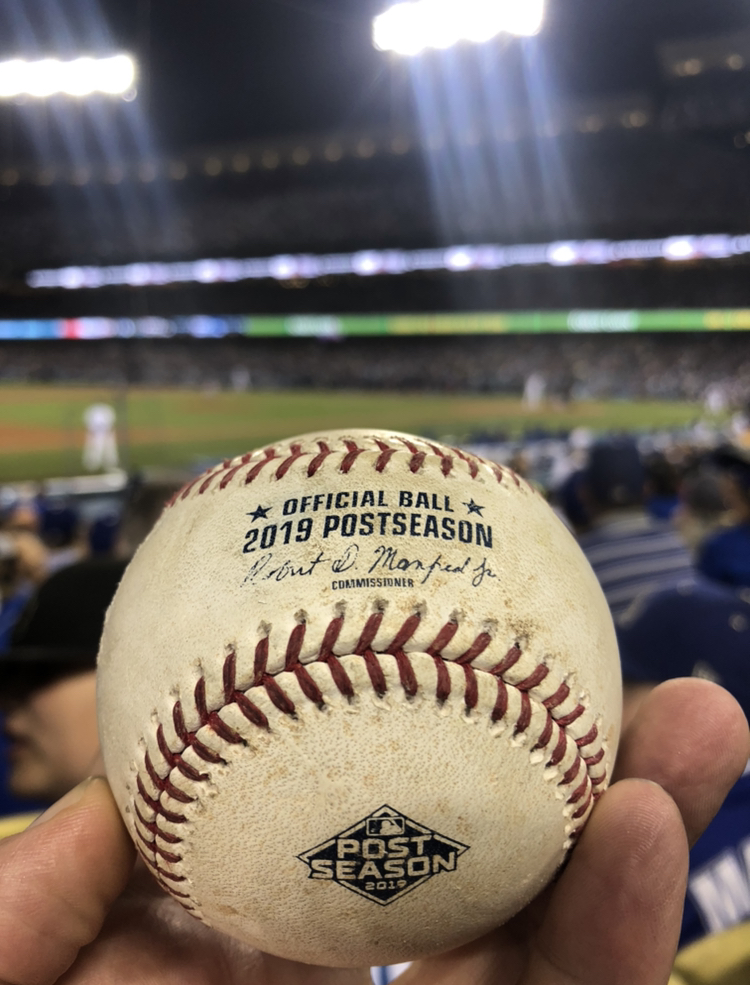 OFFICIAL BALL
2019 POSTSEASON
Robert D. Manfred Jr.
COMMISSIONER
POST
SEASON
2019